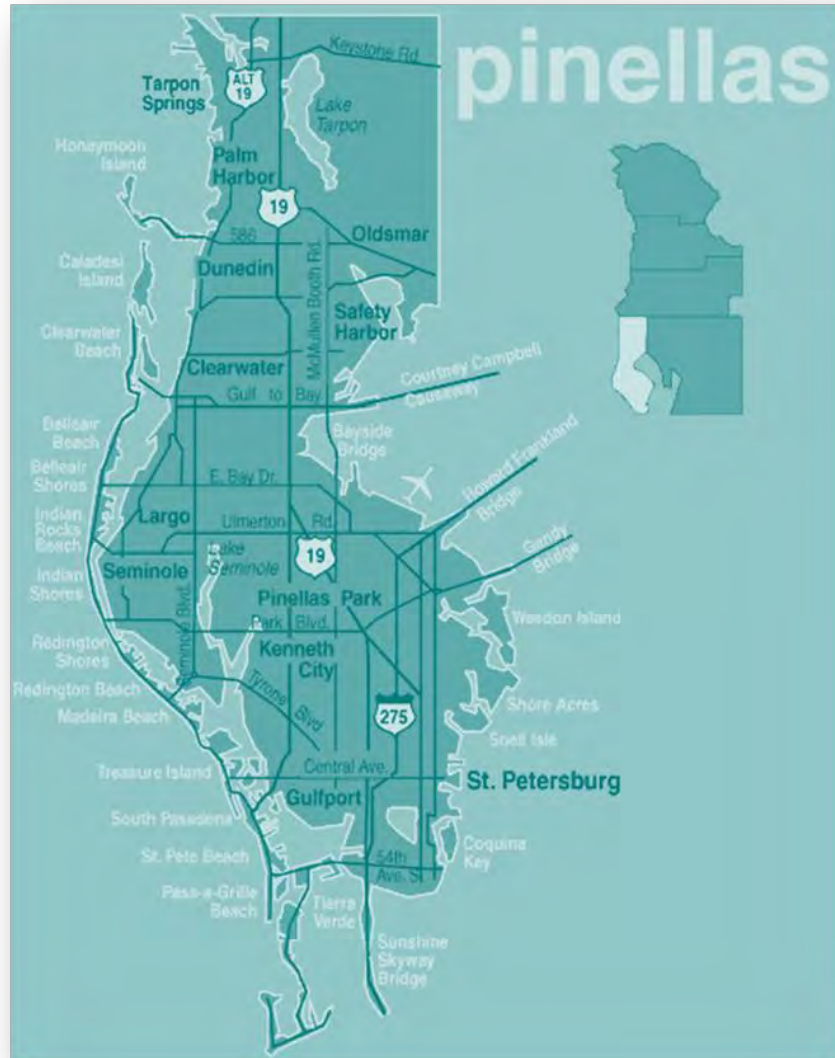 pinellas
Keystone Rd.
ALT
19
Tarpon
Springs
Lake
Tarpon
Honeymoon
Island
Palm
Harbor
19
586
Oldsmar
Dunedin
McMullen Booth Rd.
Caladesi
Island
Safety
Harbor
Clearwater
Beach
Clearwater
Courtney Campbell
Causeway
Gulf to Bay
Belleair
Beach
Bayside
Bridge
Belleair
Shores
E. Bay Dr.
Howard Frankland
Bridge
Indian
Rocks
Beach
Largo
Ulmerton Rd.
Gandy
Bridge
Lake
Seminole
19
Seminole
Indian
Shores
Pinellas Park
Seminole Blvd.
Park Blvd.
Weedon Island
Redington
Shores
Kenneth
City
Redington Beach
Tyrone Blvd
275
Shore Acres
Madeira Beach
Snell Isle
Treasure Island
Central Ave.
St. Petersburg
Gulfport
South Pasadena
Coquina
Key
St. Pete Beach
54th
Ave. S.
Pass-a-Grille
Beach
Tierra
Verde
Sunshine
Skyway
Bridge